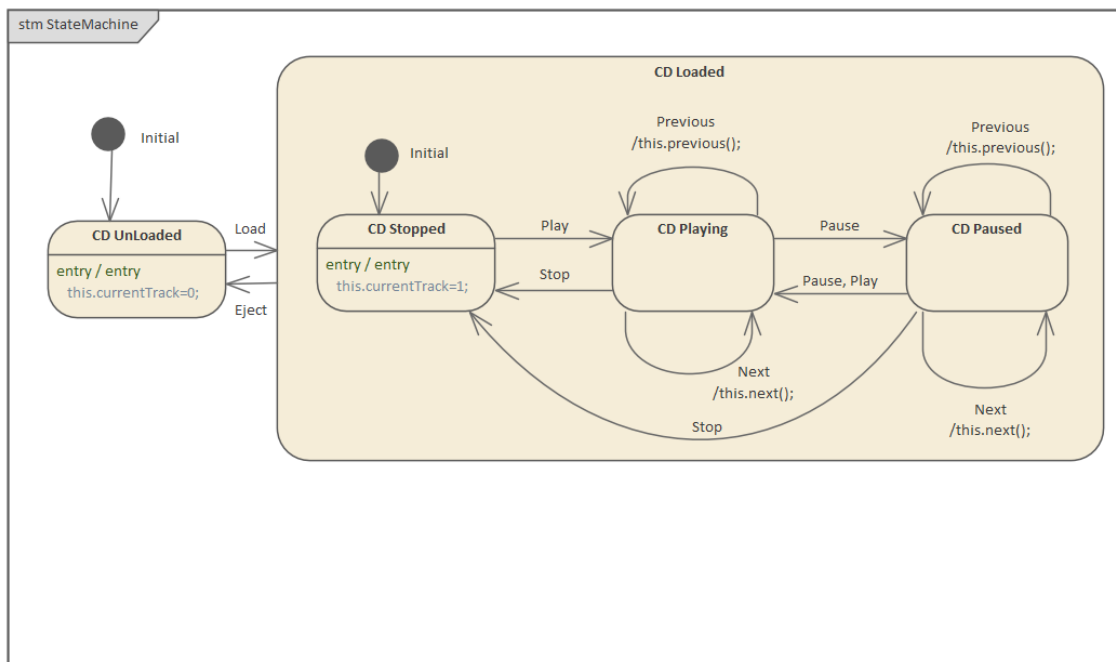 stm StateMachine
CD Loaded
Initial
Initial
Previous
/this.previous();
Previous
/this.previous();
CD UnLoaded
entry / entry
this.currentTrack=0;
Load
Eject
CD Stopped
entry / entry
this.currentTrack=1;
Play
Stop
CD Playing
Pause
Pause, Play
CD Paused
Next
/this.next();
Next
/this.next();
Stop